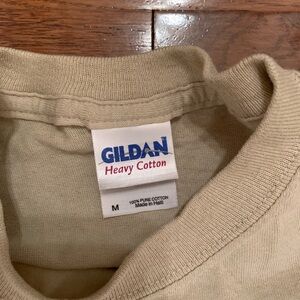 GILDAN
Heavy Cotton
M
100% PURE COTTON
Made in Haiti